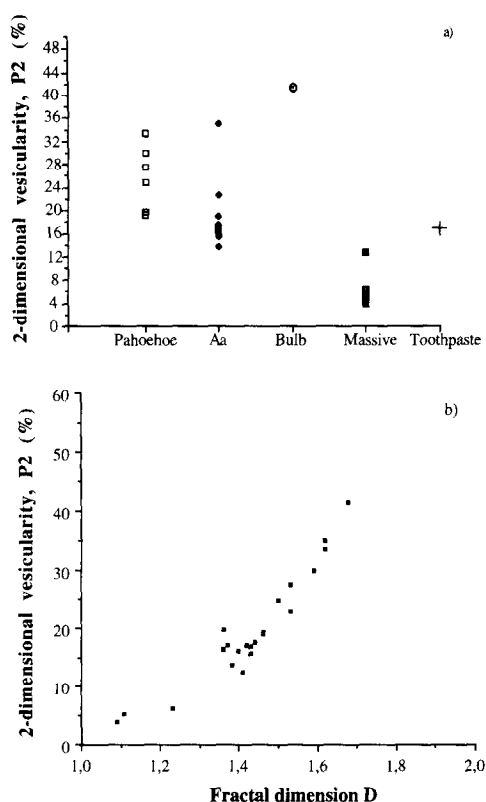 a)
2-dimensional vesicularity, P2 (%)
48
44
40
36
32
28
24
20
16
12
8
4
0
Pahoehoe Aa Bulb Massive Toothpaste
b)
2-dimensional vesicularity, P2 (%)
60
50
40
30
20
10
0
1,0 1,2 1,4 1,6 1,8 2,0
Fractal dimension D